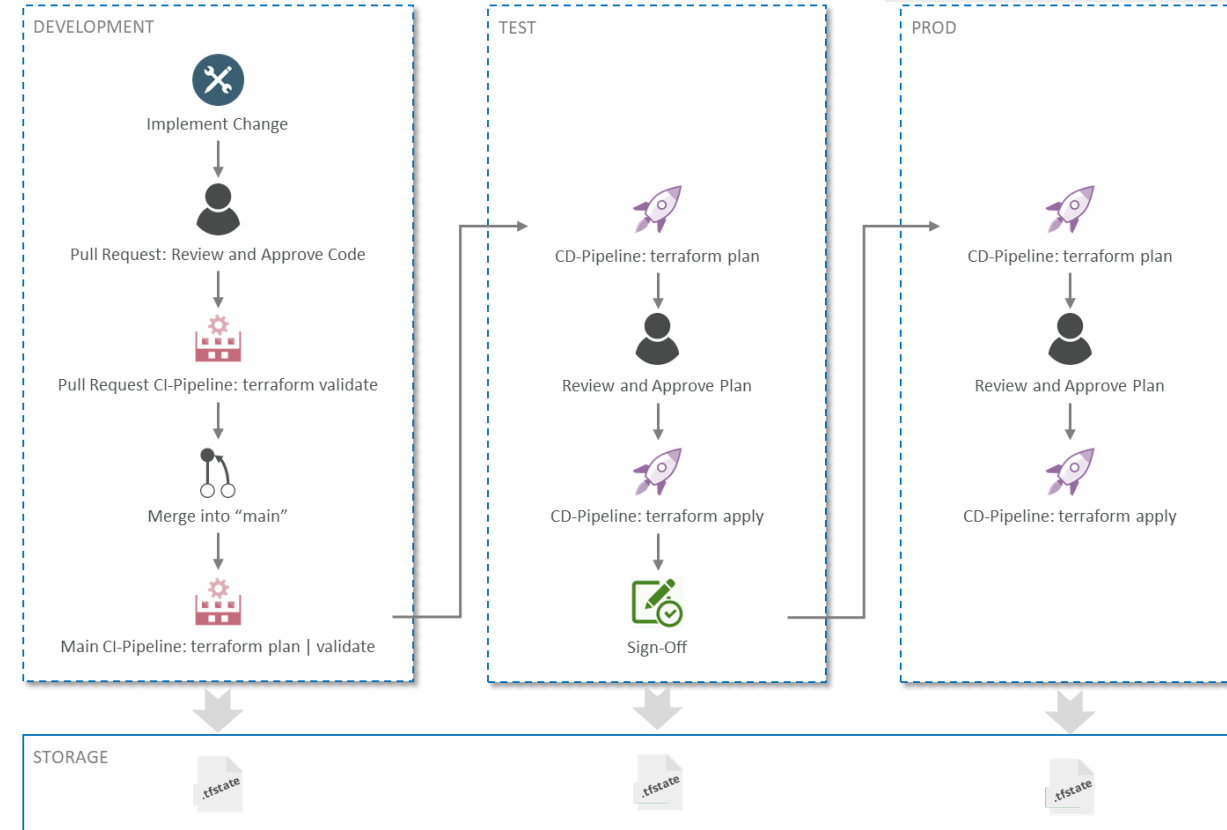 DEVELOPMENT
Implement Change
Pull Request: Review and Approve Code
Pull Request CI-Pipeline: terraform validate
Merge into “main”
Main CI-Pipeline: terraform plan | validate
TEST
CD-Pipeline: terraform plan
Review and Approve Plan
CD-Pipeline: terraform apply
Sign-Off
PROD
CD-Pipeline: terraform plan
Review and Approve Plan
CD-Pipeline: terraform apply
STORAGE
.tfstate
.tfstate
.tfstate